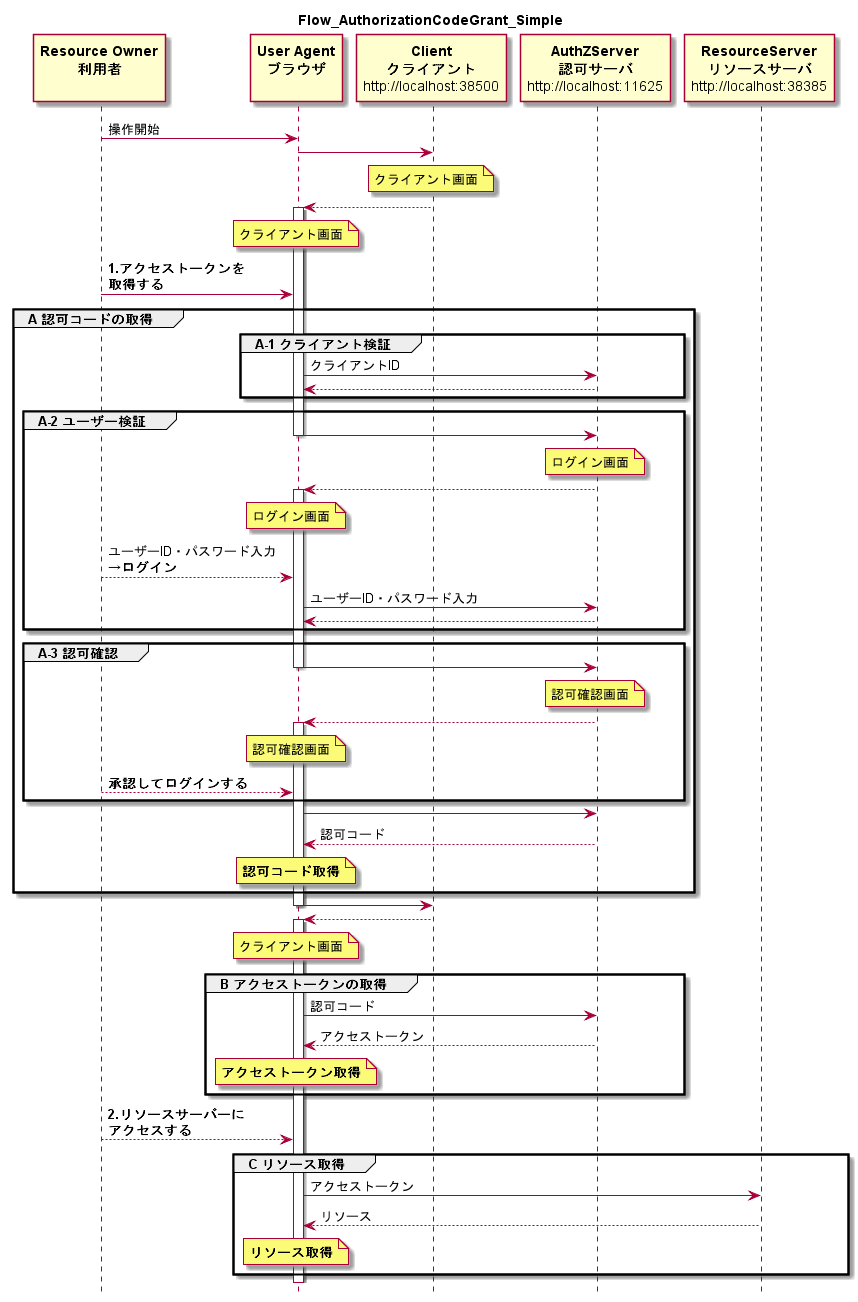 Flow_AuthorizationCodeGrant_Simple
Resource Owner
利用者
User Agent
ブラウザ
Client
クライアント
http://localhost:38500
AuthZServer
認可サーバ
http://localhost:11625
ResourceServer
リソースサーバ
http://localhost:38385
操作開始
クライアント画面
クライアント画面
1.アクセストークンを
取得する
A 認可コードの取得
A-1 クライアント検証
クライアントID
A-2 ユーザー検証
ログイン画面
ログイン画面
ユーザーID・パスワード入力
→ログイン
ユーザーID・パスワード入力
A-3 認可確認
認可確認画面
認可確認画面
承認してログインする
認可コード
認可コード取得
クライアント画面
B アクセストークンの取得
認可コード
アクセストークン
アクセストークン取得
2.リソースサーバーに
アクセスする
C リソース取得
アクセストークン
リソース
リソース取得